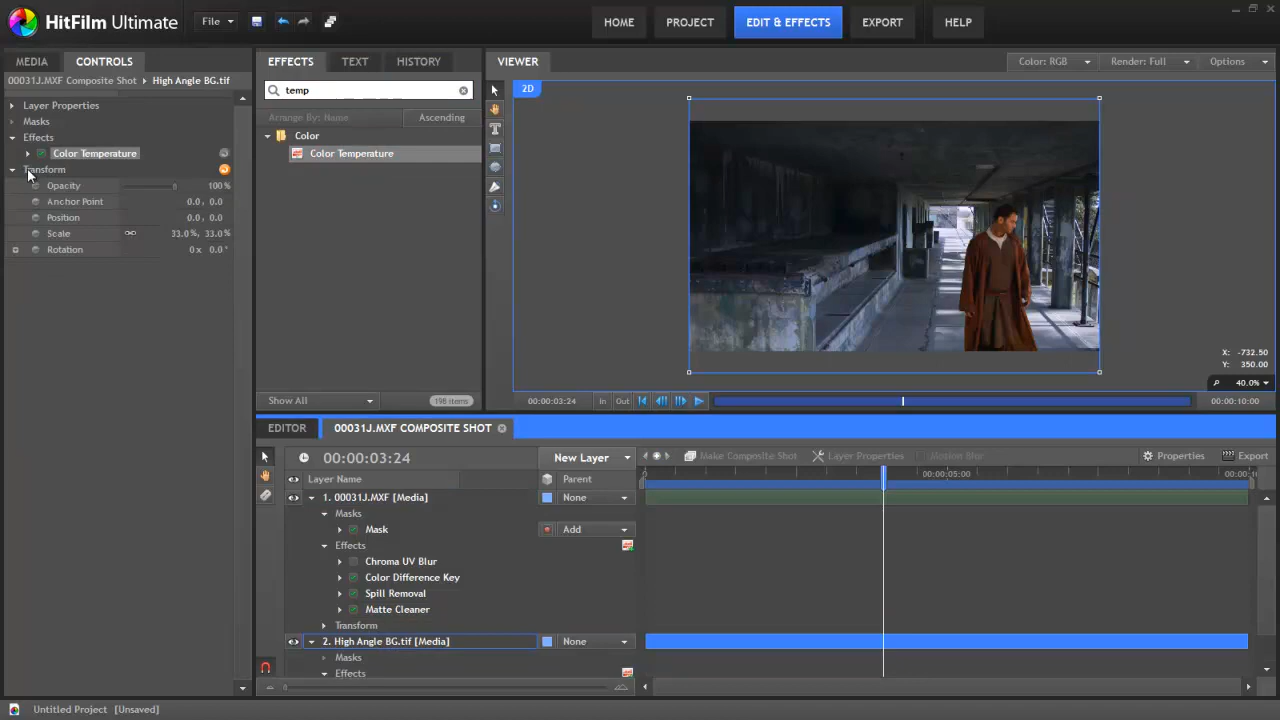 HitFilm Ultimate
File
HOME
PROJECT
EDIT & EFFECTS
EXPORT
HELP
MEDIA
CONTROLS
00031J.MXF Composite Shot
High Angle BG.tif
Layer Properties
Masks
Effects
Color Temperature
Transform
Opacity
100%
Anchor Point
0.0, 0.0
Position
0.0, 0.0
Scale
33.0%, 33.0%
Rotation
0 x 0.0°
EFFECTS
TEXT
HISTORY
temp
Arrange By: Name
Ascending
Color
Color Temperature
Show All
198 items
VIEWER
Color: RGB
Render: Full
Options
2D
X: -732.50
Y: 350.00
40.0%
00:00:03:24
In
Out
00:00:10:00
EDITOR
00031J.MXF COMPOSITE SHOT
00:00:03:24
New Layer
Make Composite Shot
Layer Properties
Motion Blur
Properties
Export
Layer Name
Parent
00:00:05:00
1. 00031J.MXF [Media]
None
Masks
Mask
Add
Effects
Chroma UV Blur
Color Difference Key
Spill Removal
Matte Cleaner
Transform
2. High Angle BG.tif [Media]
None
Masks
Effects
Untitled Project [Unsaved]